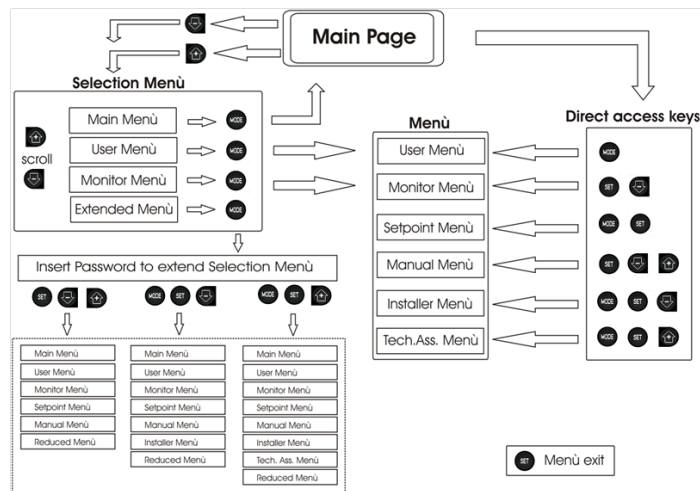 Main Page
Selection Menù
Main Menù
MODE
User Menù
MODE
scroll
Monitor Menù
MODE
Extended Menù
MODE
Insert Password to extend Selection Menù
SET
MODE SET
MODE SET
Main Menù
User Menù
Monitor Menù
Setpoint Menù
Manual Menù
Reduced Menù
Main Menù
User Menù
Monitor Menù
Setpoint Menù
Manual Menù
Installer Menù
Reduced Menù
Main Menù
User Menù
Monitor Menù
Setpoint Menù
Manual Menù
Installer Menù
Tech. Ass. Menù
Reduced Menù
Menù
User Menù
Monitor Menù
Setpoint Menù
Manual Menù
Installer Menù
Tech.Ass. Menù
Direct access keys
MODE
SET
MODE SET
SET
MODE SET
MODE SET
SET Menù exit